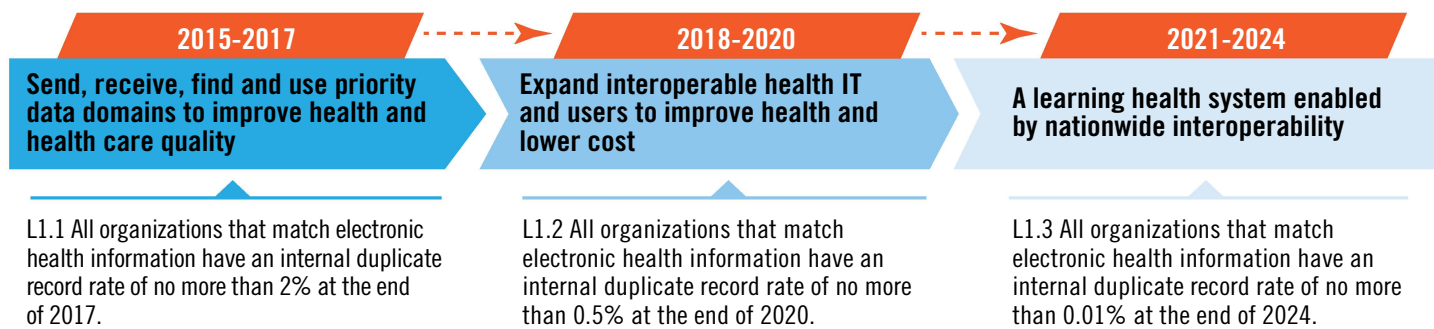 2015-2017
Send, receive, find and use priority
data domains to improve health and
health care quality
L1.1 All organizations that match electronic
health information have an internal duplicate
record rate of no more than 2% at the end
of 2017.
2018-2020
Expand interoperable health IT
and users to improve health and
lower cost
L1.2 All organizations that match
electronic health information have an
internal duplicate record rate of no more
than 0.5% at the end of 2020.
2021-2024
A learning health system enabled
by nationwide interoperability
L1.3 All organizations that match
electronic health information have an
internal duplicate record rate of no more
than 0.01% at the end of 2024.